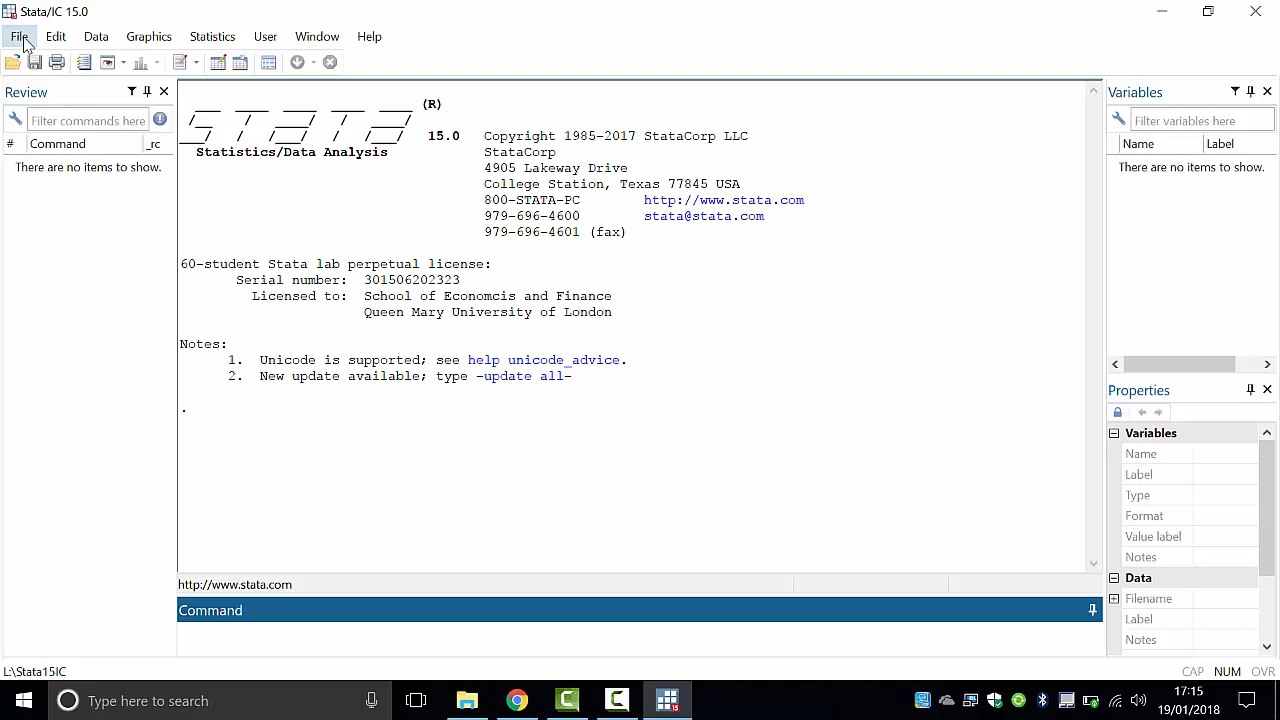 Stata/IC 15.0
File Edit Data Graphics Statistics User Window Help
Review
Filter commands here
# Command _rc
There are no items to show.
(R)
STATA
15.0 Copyright 1985-2017 StataCorp LLC
Statistics/Data Analysis StataCorp
4905 Lakeway Drive
College Station, Texas 77845 USA
800-STATA-PC http://www.stata.com
979-696-4600 stata@stata.com
979-696-4601 (fax)
60-student Stata lab perpetual license:
Serial number: 301506202323
Licensed to: School of Economcis and Finance
Queen Mary University of London
Notes:
1. Unicode is supported; see help unicode_advice.
2. New update available; type -update all-
.
http://www.stata.com
Command
Variables
Filter variables here
Name Label
There are no items to show.
Properties
Variables
Name
Label
Type
Format
Value label
Notes
Data
Filename
Label
Notes
L:\Stata15IC
CAP NUM OVR
Type here to search
17:15
19/01/2018